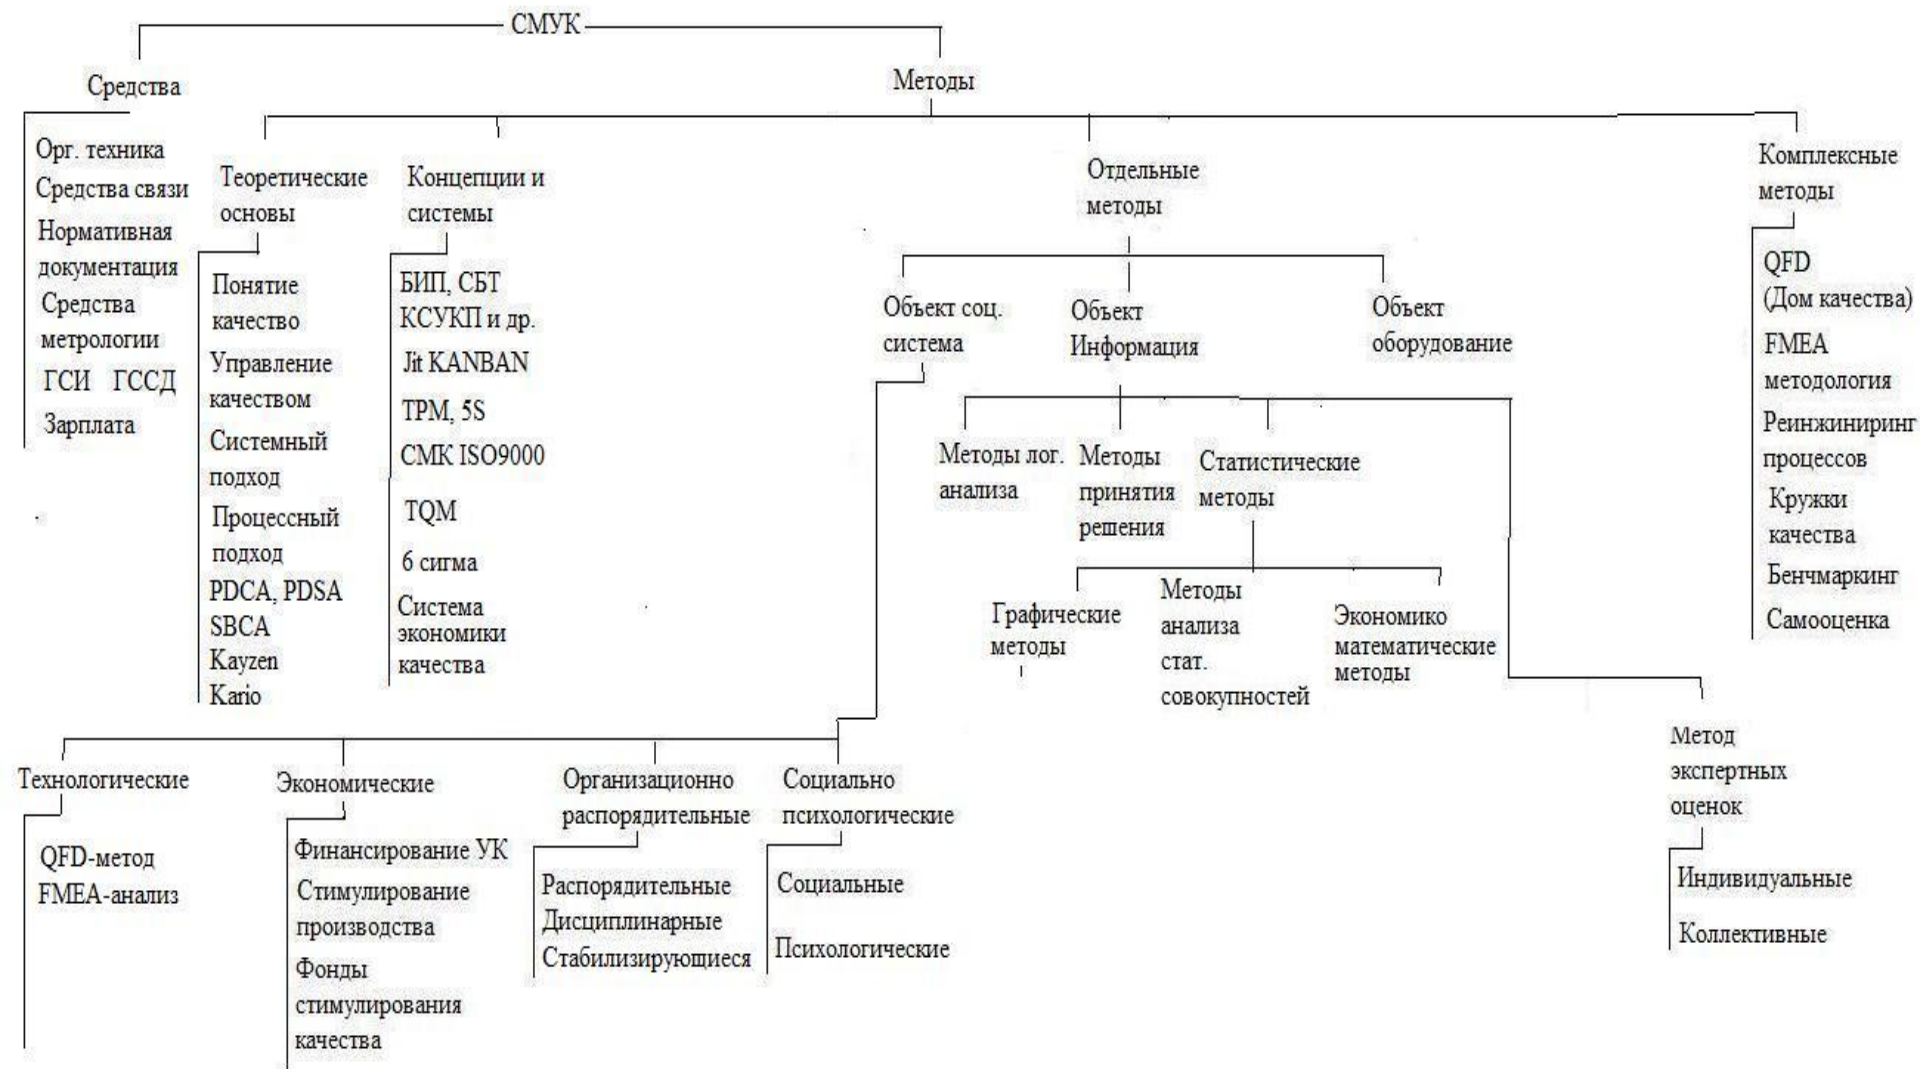 СМУК
Средства
Методы
Орг. техника
Средства связи
Нормативная
документация
Средства
метрологии
ГСИ ГССД
Зарплата
Теоретические
основы
Понятие
качество
Управление
качеством
Системный
подход
Процессный
подход
PDCA, PDSA
SBCA
Kayzen
Kario
Концепции и
системы
БИП, СБТ
КСУКП и др.
Jit KANBAN
ТРМ, 5S
СМК ISO9000
TQM
6 сигма
Система
экономики
качества
Отдельные
методы
Объект соц.
система
Объект
Информация
Объект
оборудование
Методы лог.
анализа
Методы
принятия
решения
Статистические
методы
Графические
методы
Методы
анализа
стат.
совокупностей
Экономико
математические
методы
Комплексные
методы
QFD
(Дом качества)
FMEA
методология
Реинжиниринг
процессов
Кружки
качества
Бенчмаркинг
Самооценка
Метод
экспертных
оценок
Индивидуальные
Коллективные
Технологические
QFD-метод
FMEA-анализ
Экономические
Финансирование УК
Стимулирование
производства
Фонды
стимулирования
качества
Организационно
распорядительные
Распорядительные
Дисциплинарные
Стабилизирующиеся
Социально
психологические
Социальные
Психологические